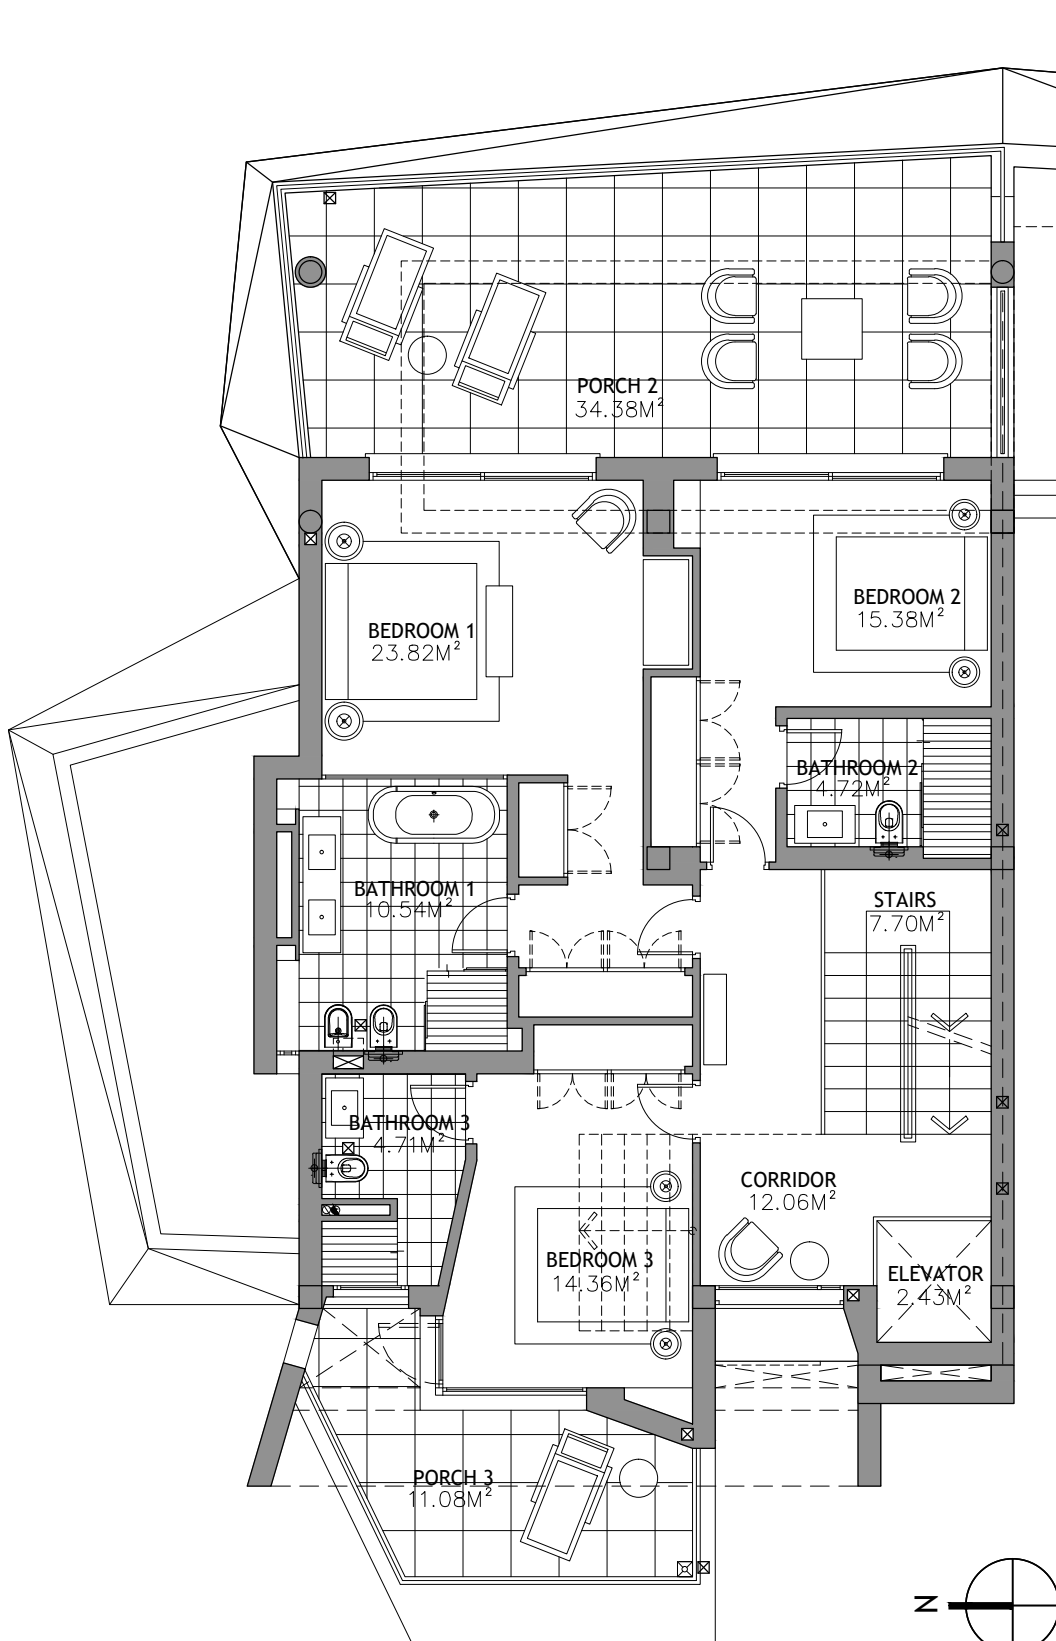 PORCH 2
34.38M²
BEDROOM 1
23.82M²
BEDROOM 2
15.38M²
BATHROOM 2
4.72M²
BATHROOM 1
10.54M²
STAIRS
7.70M²
BATHROOM 3
4.71M²
CORRIDOR
12.06M²
BEDROOM 3
14.36M²
ELEVATOR
2.43M²
PORCH 3
11.08M²
N